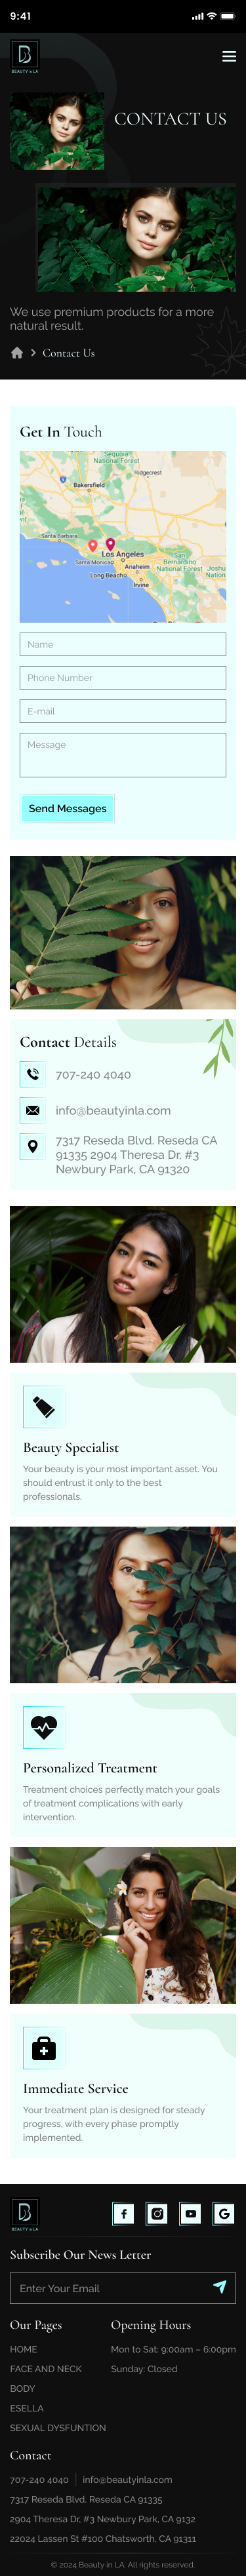 9:41
BEAUTY in LA
CONTACT US
We use premium products for a more
natural result.
Contact Us
Get In Touch
Sequoia
National Forest
Ridgecrest
Bakersfield
Los Padres
National Forest
Santa Barbara
Los Angeles
Santa Monica
Anaheim
Long Beach
Irvine
San
Bernardino
National
Forest
Joshua
National
Name
Phone Number
E-mail
Message
Send Messages
Contact Details
707-240 4040
info@beautyinla.com
7317 Reseda Blvd. Reseda CA
91335 2904 Theresa Dr, #3
Newbury Park, CA 91320
Beauty Specialist
Your beauty is your most important asset. You
should entrust it only to the best
professionals.
Personalized Treatment
Treatment choices perfectly match your goals
of treatment complications with early
intervention.
Immediate Service
Your treatment plan is designed for steady
progress, with every phase promptly
implemented.
BEAUTY in LA
Subscribe Our News Letter
Enter Your Email
Our Pages
HOME
FACE AND NECK
BODY
ESELLA
SEXUAL DYSFUNTION
Opening Hours
Mon to Sat: 9:00am – 6:00pm
Sunday: Closed
Contact
707-240 4040 | info@beautyinla.com
7317 Reseda Blvd. Reseda CA 91335
2904 Theresa Dr, #3 Newbury Park, CA 9132
22024 Lassen St #100 Chatsworth, CA 91311
© 2024 Beauty in LA. All rights reserved.